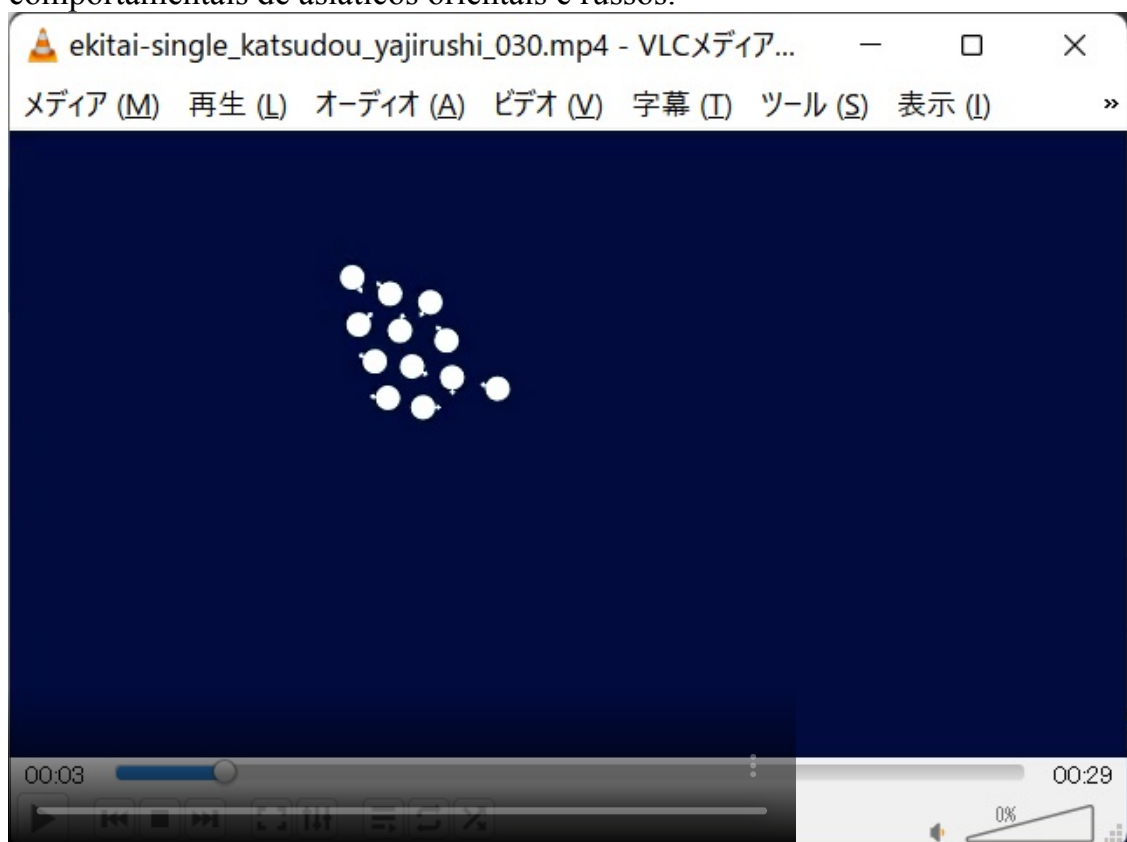 comportamentais de asiáticos orientais e russos.
ekitai-single_katsudou_yajirushi_030.mp4 - VLCメディア...
メディア (M) 再生 (L) オーディオ (A) ビデオ (V) 字幕 (T) ツール (S) 表示 (I) »
00:03 00:29
0%